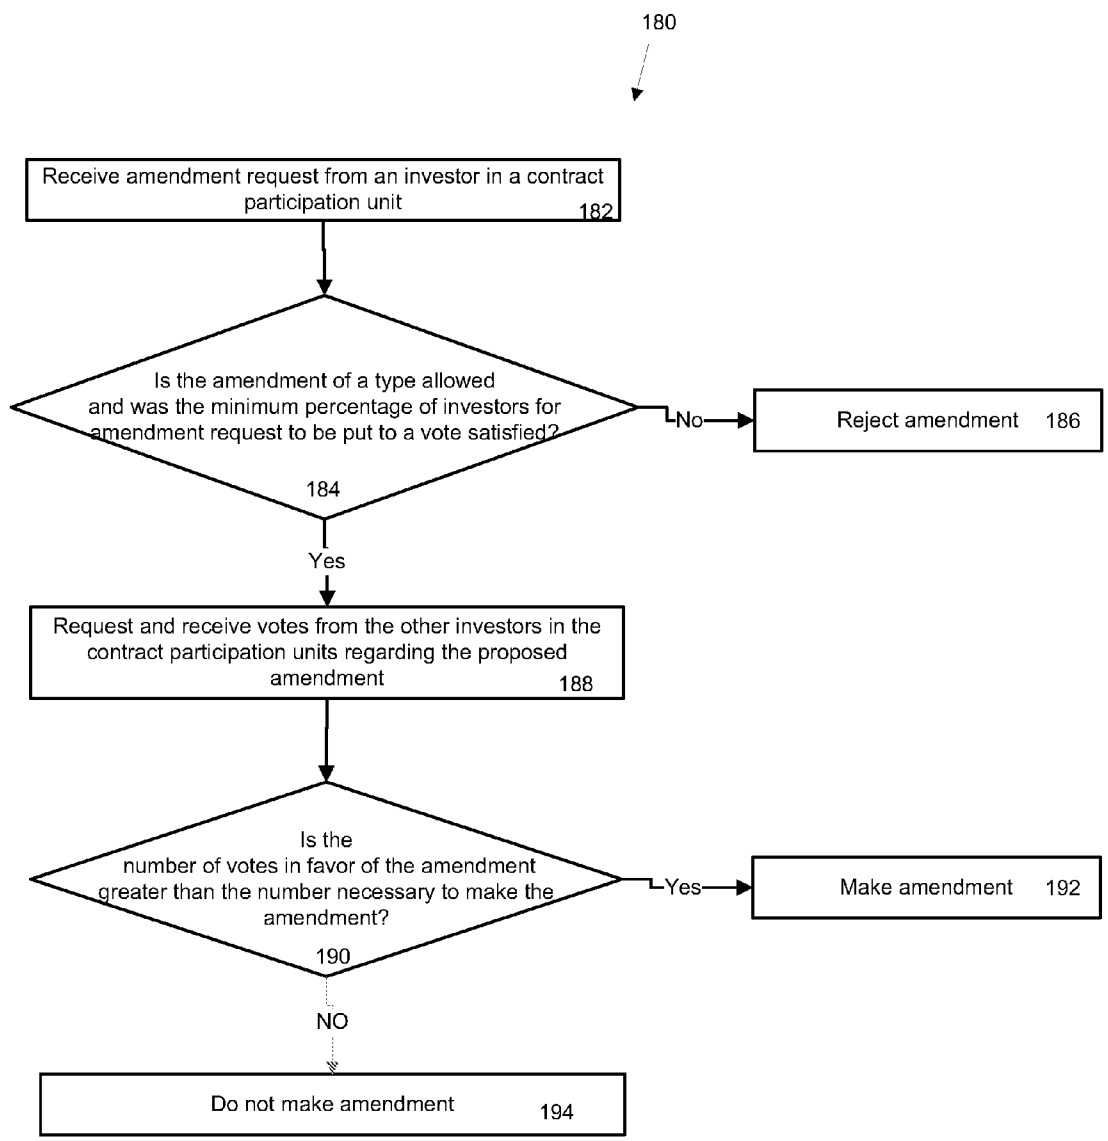 180
Receive amendment request from an investor in a contract
participation unit
182
Is the amendment of a type allowed
and was the minimum percentage of investors for
amendment request to be put to a vote satisfied?
184
No
Reject amendment 186
Yes
Request and receive votes from the other investors in the
contract participation units regarding the proposed
amendment
188
Is the
number of votes in favor of the amendment
greater than the number necessary to make the
amendment?
190
Yes
Make amendment 192
NO
Do not make amendment 194